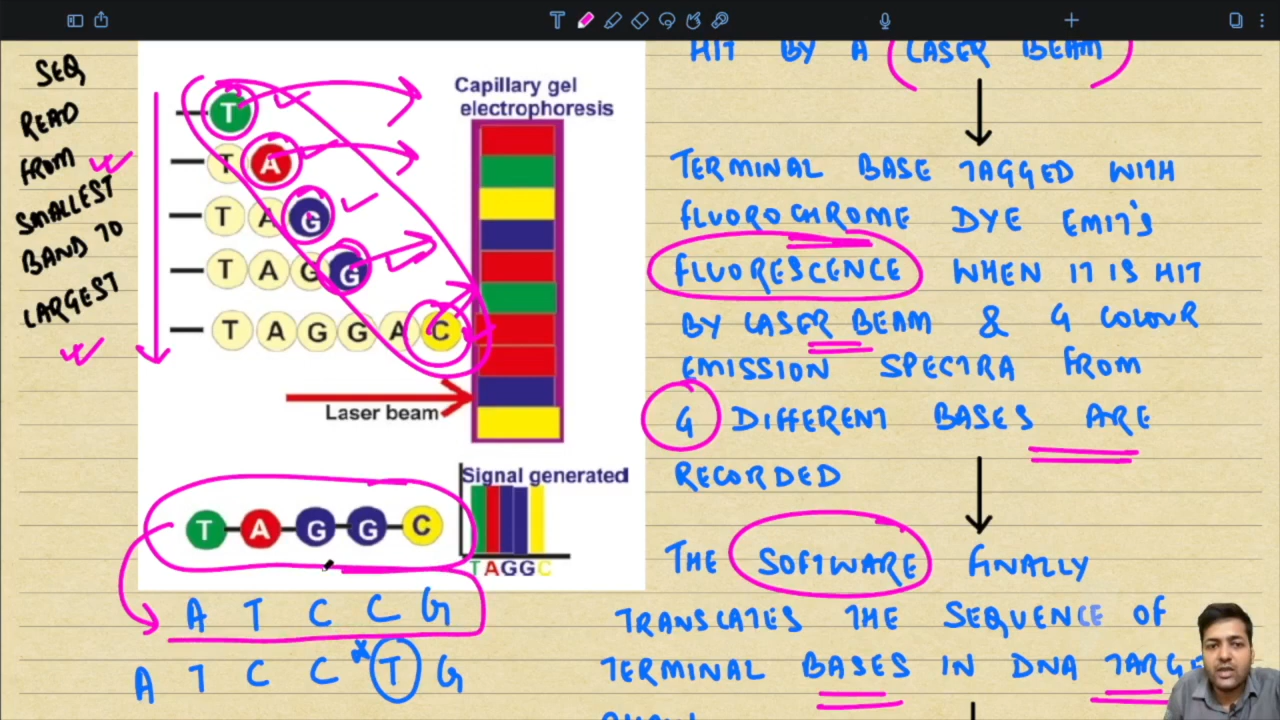 SEQ
READ
FROM
SMALLEST
BAND TO
LARGEST
T
T A
T A G
T A G G
T A G G A C
Capillary gel
electrophoresis
Laser beam
Signal generated
T A G G C
TAGGC
A T C C G
A T C C T G
HIT BY A LASER BEAM
TERMINAL BASE TAGGED WITH
FLUOROCHROME DYE EMITS
FLUORESCENCE WHEN IT IS HIT
BY LASER BEAM & 4 COLOUR
EMISSION SPECTRA FROM
4 DIFFERENT BASES ARE
RECORDED
THE SOFTWARE FINALLY
TRANSLATES THE SEQUENCE OF
TERMINAL BASES IN DNA